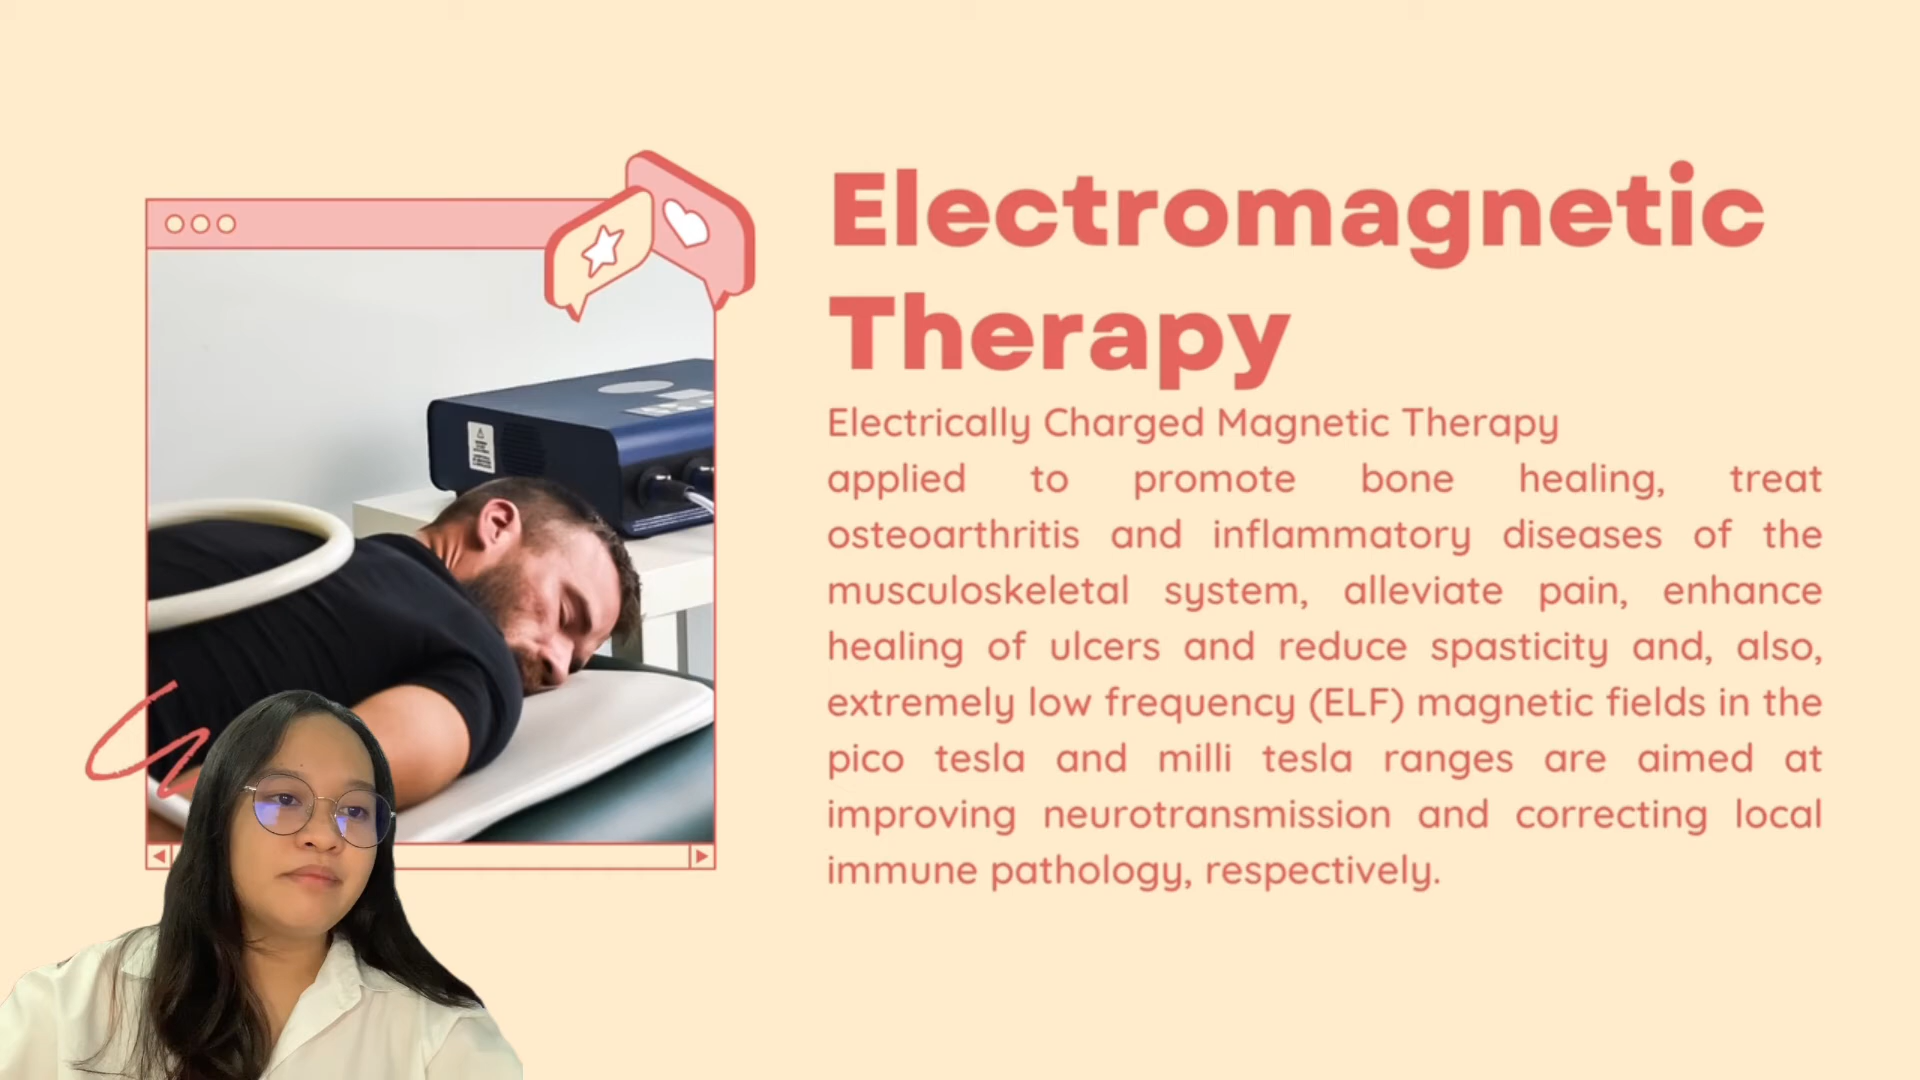 Electromagnetic
Therapy
Electrically Charged Magnetic Therapy
applied to promote bone healing, treat
osteoarthritis and inflammatory diseases of the
musculoskeletal system, alleviate pain, enhance
healing of ulcers and reduce spasticity and, also,
extremely low frequency (ELF) magnetic fields in the
pico tesla and milli tesla ranges are aimed at
improving neurotransmission and correcting local
immune pathology, respectively.